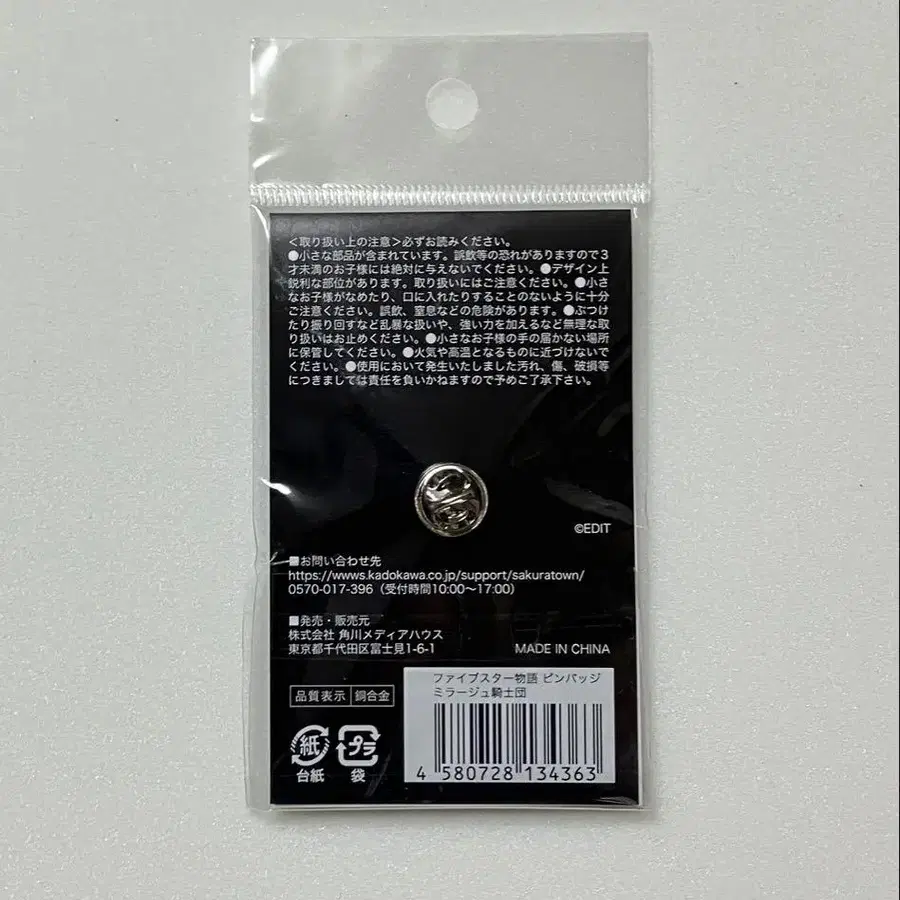 ＜取り扱い上の注意＞必ずお読みください。
●小さな部品が含まれています。誤飲等の恐れがありますので３
才未満のお子様には絶対に与えないでください。●デザイン上
鋭利な部位があります。取り扱いにはご注意ください。●小さ
なお子様がなめたり、口に入れたりすることのないように十分
ご注意ください。誤飲、窒息などの危険があります。●ぶつけ
たり振り回すなど乱暴な扱いや、強い力を加えるなど無理な取
り扱いはお止めください。●小さなお子様の手の届かない場所
に保管してください。●火気や高温となるものに近づけないで
ください。●使用において発生いたしました汚れ、傷、破損等
につきましては責任を負いかねますので予めご了承下さい。
©EDIT
■お問い合わせ先
https://wwws.kadokawa.co.jp/support/sakuratown/
0570-017-396（受付時間10:00〜17:00）
■発売・販売元
株式会社 角川メディアハウス
東京都千代田区富士見1-6-1
MADE IN CHINA
品質表示 銅合金
ファイブスター物語 ピンバッジ
ミラージュ騎士団
4 580728 134363
紙 プラ
台紙 袋